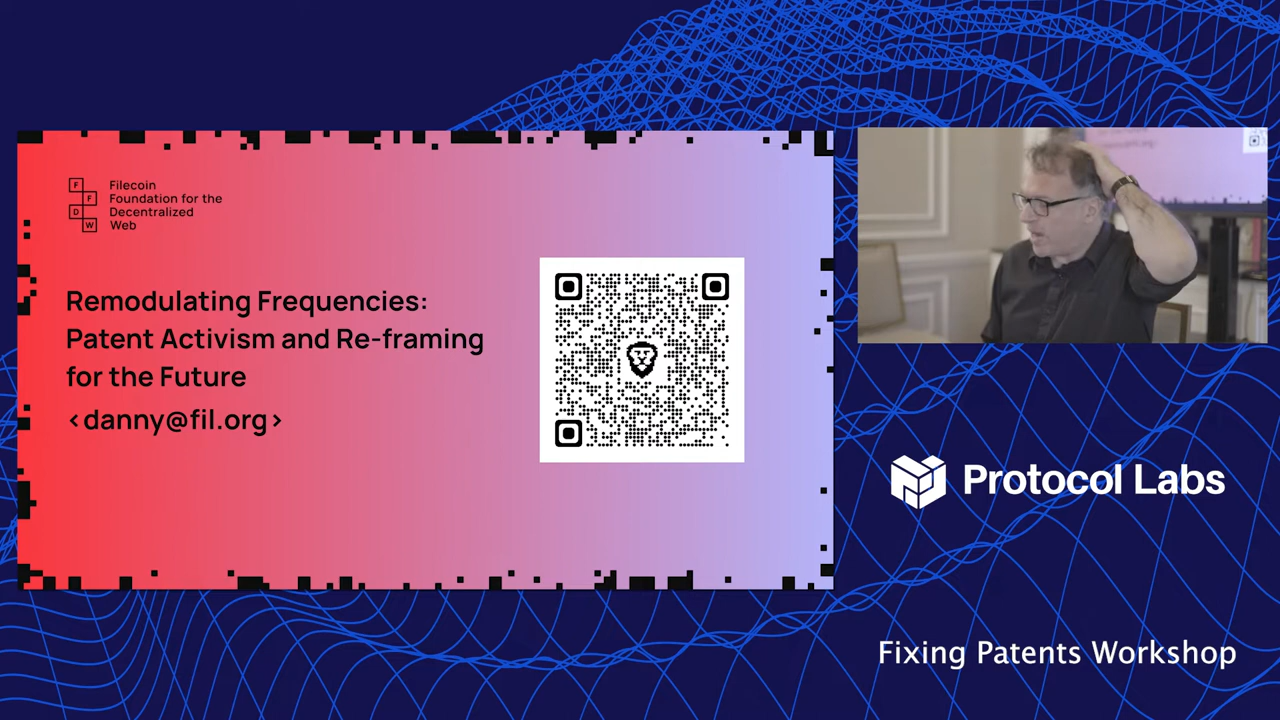 F
F
D
W
Filecoin
Foundation for the
Decentralized
Web
Remodulating Frequencies:
Patent Activism and Re-framing
for the Future
<danny@fil.org>
Protocol Labs
Fixing Patents Workshop